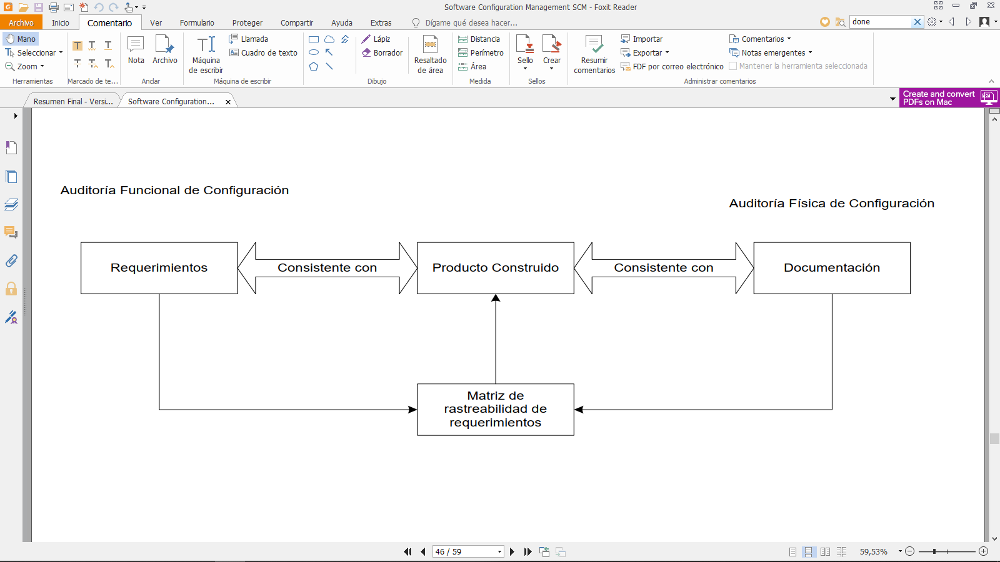 Software Configuration Management SCM - Foxit Reader
Archivo Inicio Comentario Ver Formulario Proteger Compartir Ayuda Extras Dígame qué desea hacer... done
Mano
Seleccionar
Zoom
Herramientas
T T T
T T T
Marcado de te...
Nota
Archivo
Anclar
Máquina
de escribir
Llamada
Cuadro de texto
Máquina de escribir
Lápiz
Borrador
Dibujo
Resaltado
de área
Distancia
Perímetro
Área
Medida
Sello
Crear
Sellos
Resumir
comentarios
Importar
Exportar
FDF por correo electrónico
Comentarios
Notas emergentes
Mantener la herramienta seleccionada
Administrar comentarios
Resumen Final - Versi...
Software Configuration...
Create and convert
PDFs on Mac
Auditoría Funcional de Configuración
Auditoría Física de Configuración
Requerimientos
Consistente con
Producto Construido
Consistente con
Documentación
Matriz de
rastreabilidad de
requerimientos
46 / 59
59,53%